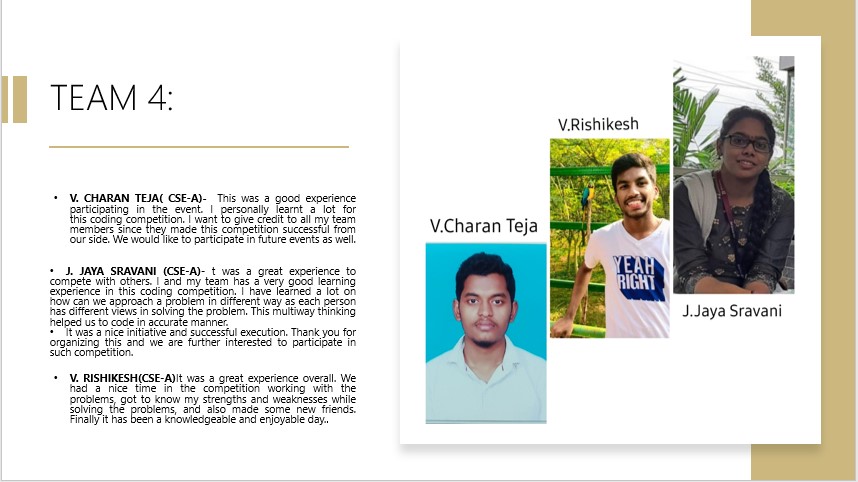 TEAM 4:
• V. CHARAN TEJA( CSE-A)- This was a good experience
participating in the event. I personally learnt a lot for
this coding competition. I want to give credit to all my team
members since they made this competition successful from
our side. We would like to participate in future events as well.
• J. JAYA SRAVANI (CSE-A)- t was a great experience to
compete with others. I and my team has a very good learning
experience in this coding competition. I have learned a lot on
how can we approach a problem in different way as each person
has different views in solving the problem. This multiway thinking
helped us to code in accurate manner.
• It was a nice initiative and successful execution. Thank you for
organizing this and we are further interested to participate in
such competition.
• V. RISHIKESH(CSE-A)It was a great experience overall. We
had a nice time in the competition working with the
problems, got to know my strengths and weaknesses while
solving the problems, and also made some new friends.
Finally it has been a knowledgeable and enjoyable day..
V.Charan Teja
V.Rishikesh
YEAH
RIGHT
J.Jaya Sravani